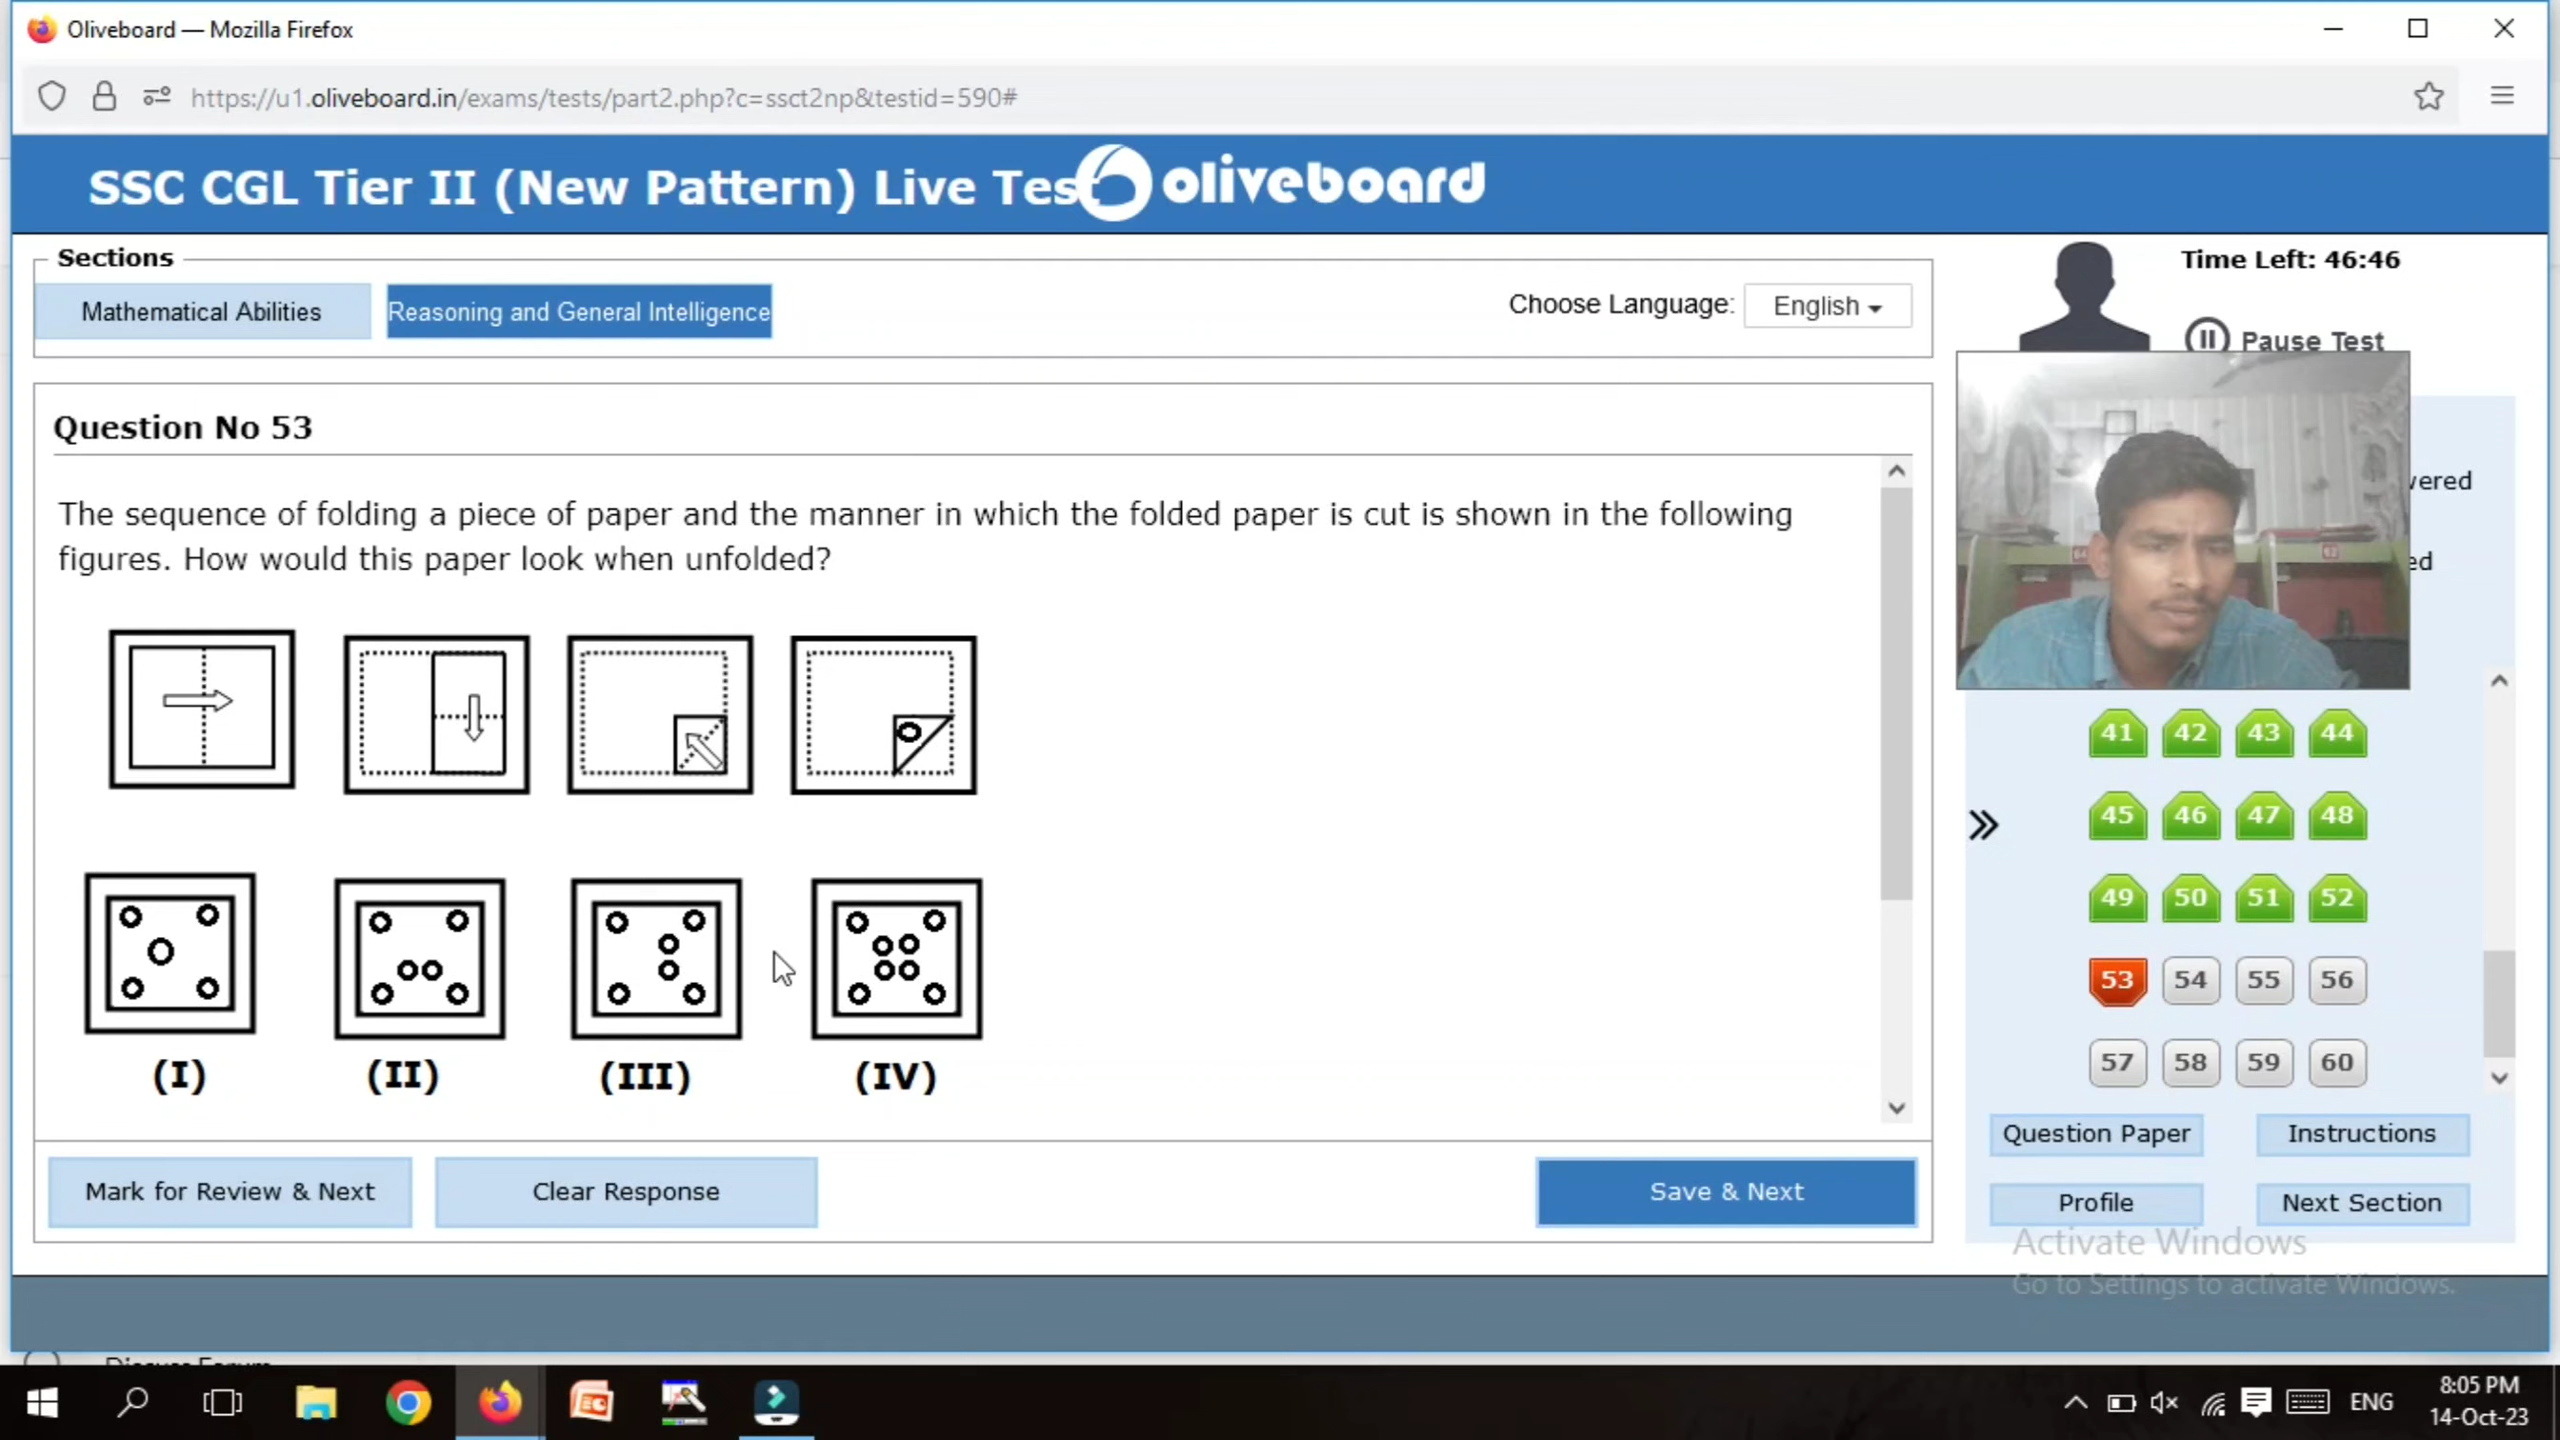 Oliveboard — Mozilla Firefox
https://u1.oliveboard.in/exams/tests/part2.php?c=ssct2np&testid=590#
SSC CGL Tier II (New Pattern) Live Tes
oliveboard
Sections
Mathematical Abilities
Reasoning and General Intelligence
Choose Language:
English
Time Left: 46:46
Pause Test
Question No 53
The sequence of folding a piece of paper and the manner in which the folded paper is cut is shown in the following
figures. How would this paper look when unfolded?
(I) (II) (III) (IV)
wered
ed
41 42 43 44
45 46 47 48
49 50 51 52
53 54 55 56
57 58 59 60
Mark for Review & Next
Clear Response
Save & Next
Question Paper
Instructions
Profile
Next Section
Activate Windows
Go to Settings to activate Windows.
ENG
8:05 PM
14-Oct-23